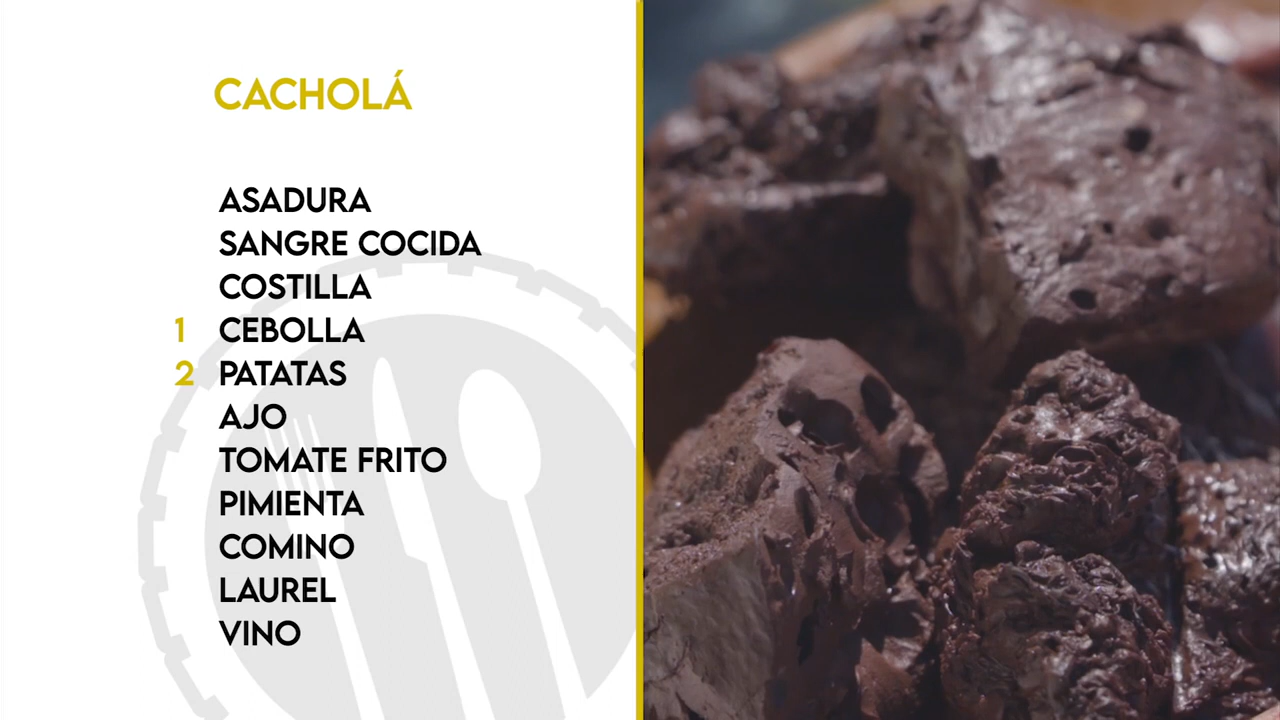 CACHOLÁ
ASADURA
SANGRE COCIDA
COSTILLA
1 CEBOLLA
2 PATATAS
AJO
TOMATE FRITO
PIMIENTA
COMINO
LAUREL
VINO